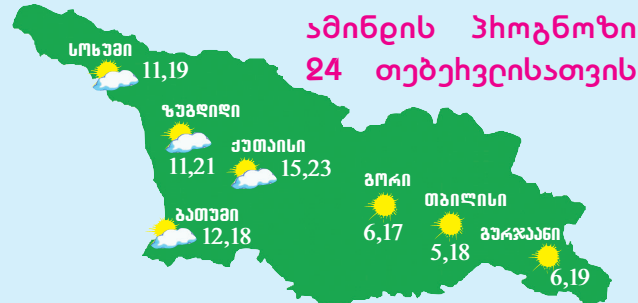 ამინდის პროგნოზი
24 თებერვლისათვის
სოხუმი
11,19
ზუგდიდი
11,21
ქუთაისი
15,23
ბათუმი
12,18
გორი
6,17
თბილისი
5,18
გურჯაანი
6,19